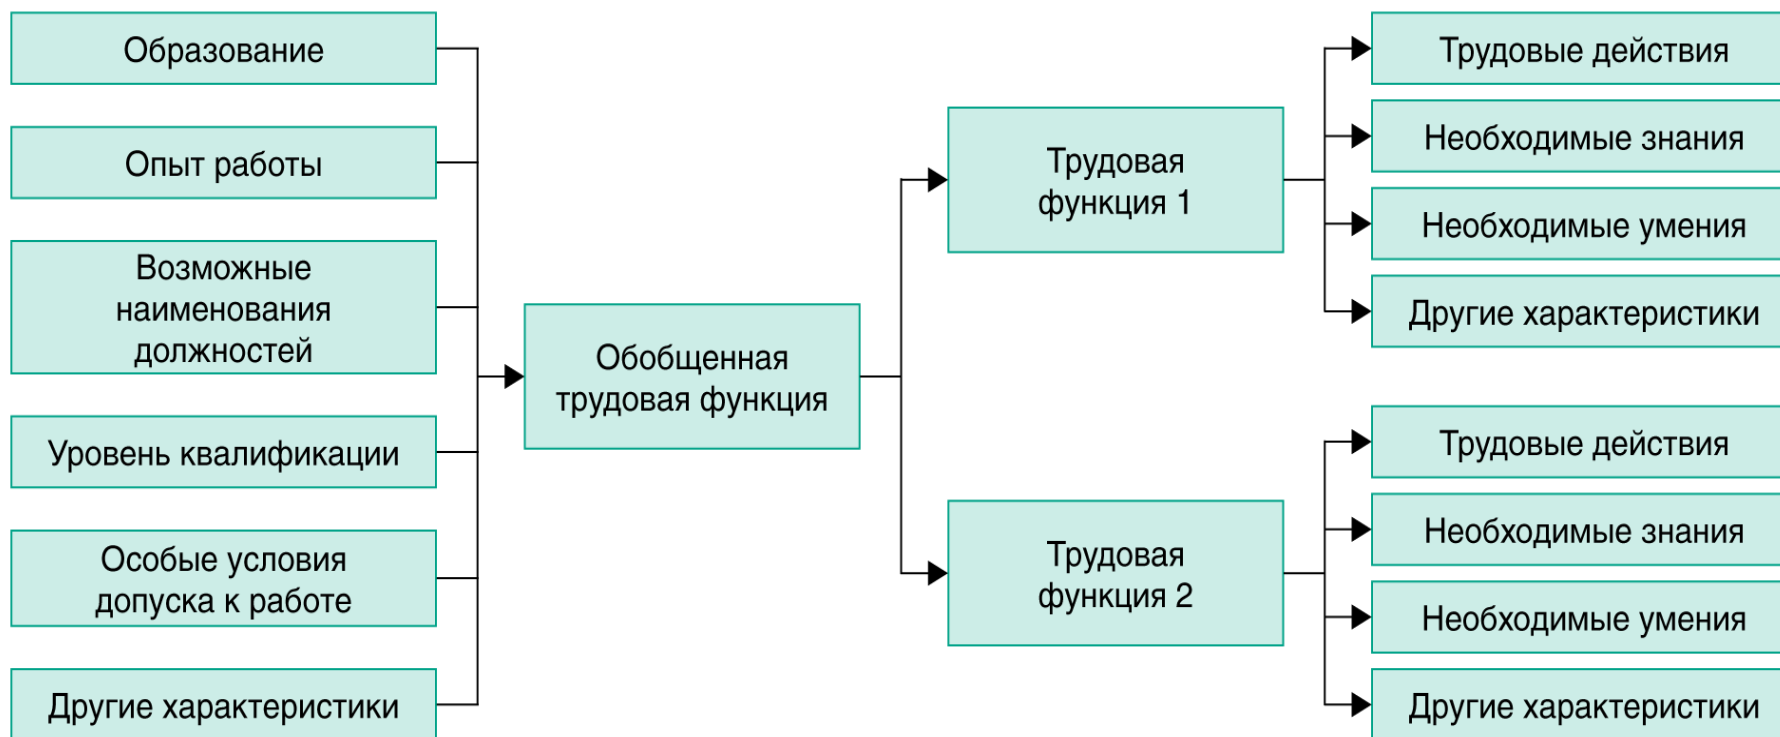 Образование
Опыт работы
Возможные
наименования
должностей
Уровень квалификации
Особые условия
допуска к работе
Другие характеристики
Обобщенная
трудовая функция
Трудовая
функция 1
Трудовая
функция 2
Трудовые действия
Необходимые знания
Необходимые умения
Другие характеристики
Трудовые действия
Необходимые знания
Необходимые умения
Другие характеристики